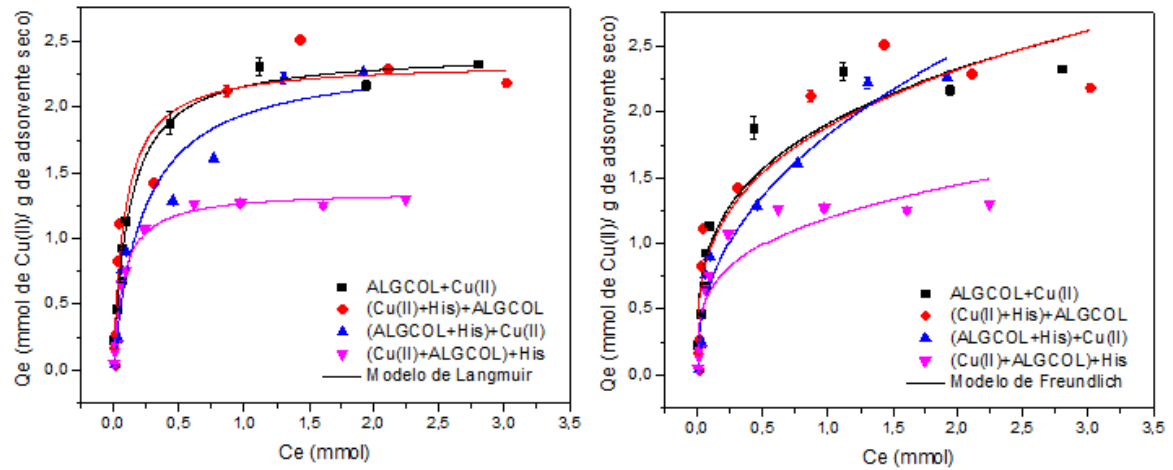 Qe (mmol de Cu(II)/ g de adsorvente seco)
2,5
2,0
1,5
1,0
0,5
0,0
ALGCOL+Cu(II)
(Cu(II)+His)+ALGCOL
(ALGCOL+His)+Cu(II)
(Cu(II)+ALGCOL)+His
Modelo de Langmuir
0,0 0,5 1,0 1,5 2,0 2,5 3,0 3,5
Ce (mmol)
Qe (mmol de Cu(II)/ g de adsorvente seco)
2,5
2,0
1,5
1,0
0,5
0,0
ALGCOL+Cu(II)
(Cu(II)+His)+ALGCOL
(ALGCOL+His)+Cu(II)
(Cu(II)+ALGCOL)+His
Modelo de Freundlich
0,0 0,5 1,0 1,5 2,0 2,5 3,0 3,5
Ce (mmol)